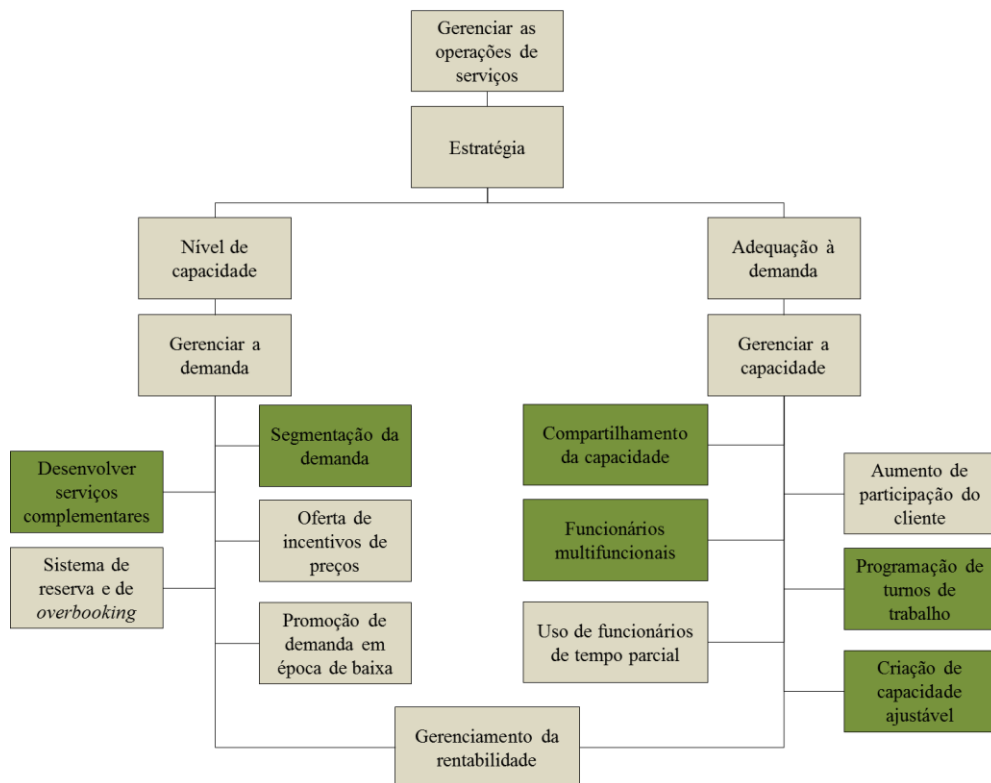 Gerenciar as
operações de
serviços
Estratégia
Nível de
capacidade
Adequação à
demanda
Gerenciar a
demanda
Gerenciar a
capacidade
Segmentação da
demanda
Desenvolver
serviços
complementares
Oferta de
incentivos de
preços
Sistema de
reserva e de
overbooking
Promoção de
demanda em
época de baixa
Compartilhamento
da capacidade
Aumento de
participação do
cliente
Funcionários
multifuncionais
Programação de
turnos de
trabalho
Uso de funcionários
de tempo parcial
Criação de
capacidade
ajustável
Gerenciamento da
rentabilidade